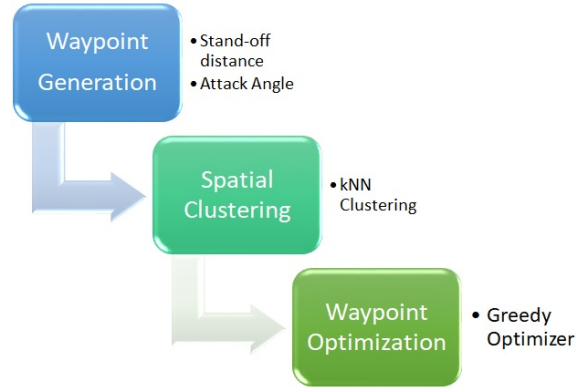 Waypoint
Generation
• Stand-off
distance
• Attack Angle
Spatial
Clustering
• kNN
Clustering
Waypoint
Optimization
• Greedy
Optimizer